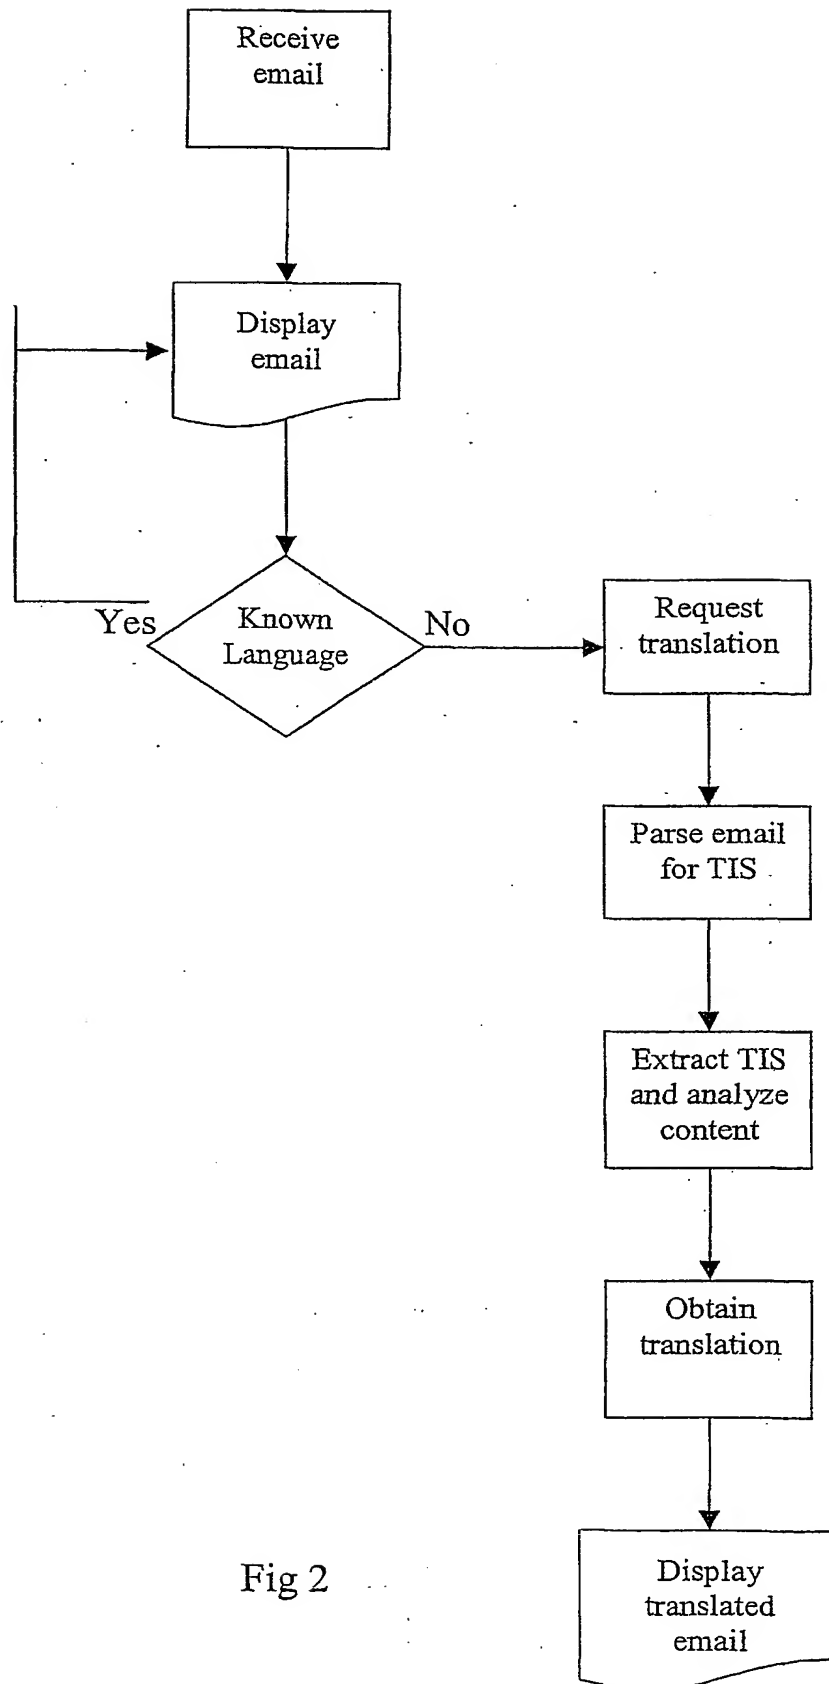 Receive
email
Display
email
Yes
Known
Language
No
Request
translation
Parse email
for TIS
Extract TIS
and analyze
content
Obtain
translation
Display
translated
email
Fig 2